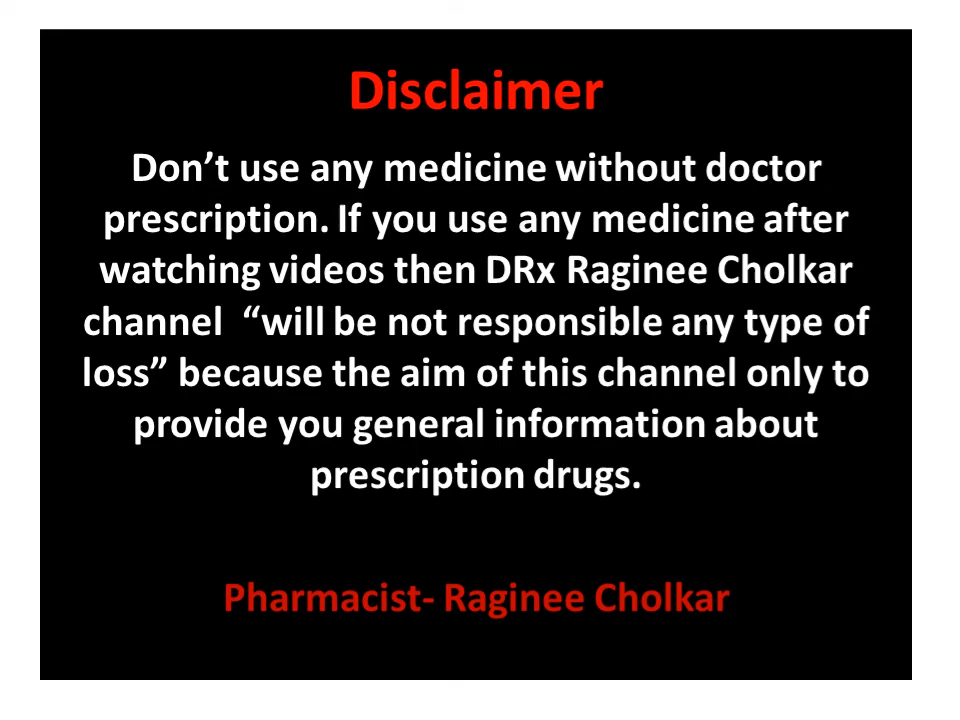 Disclaimer
Don’t use any medicine without doctor
prescription. If you use any medicine after
watching videos then DRx Raginee Cholkar
channel  “will be not responsible any type of
loss” because the aim of this channel only to
provide you general information about
prescription drugs.
Pharmacist- Raginee Cholkar